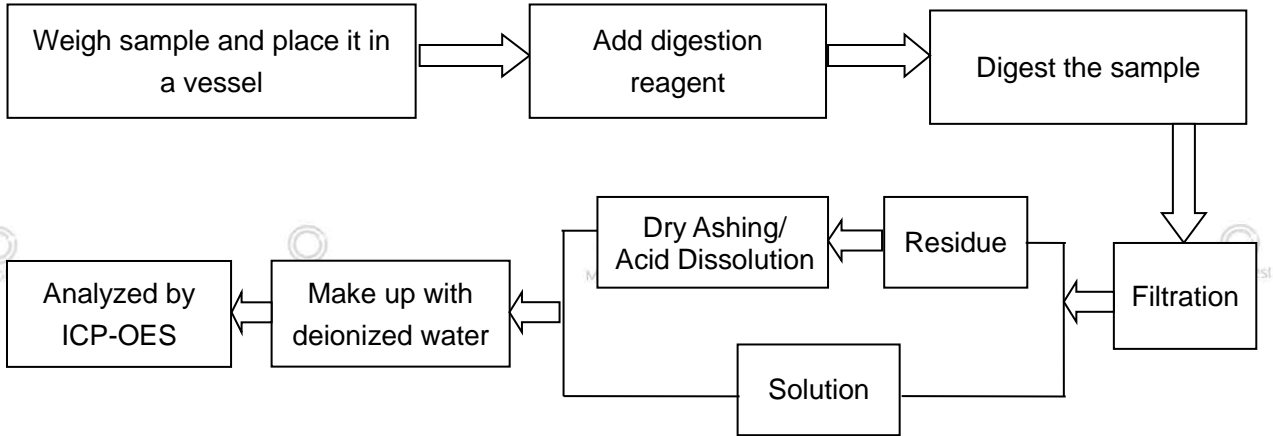 Weigh sample and place it in
a vessel
Add digestion
reagent
Digest the sample
Filtration
Residue
Dry Ashing/
Acid Dissolution
Solution
Make up with
deionized water
Analyzed by
ICP-OES